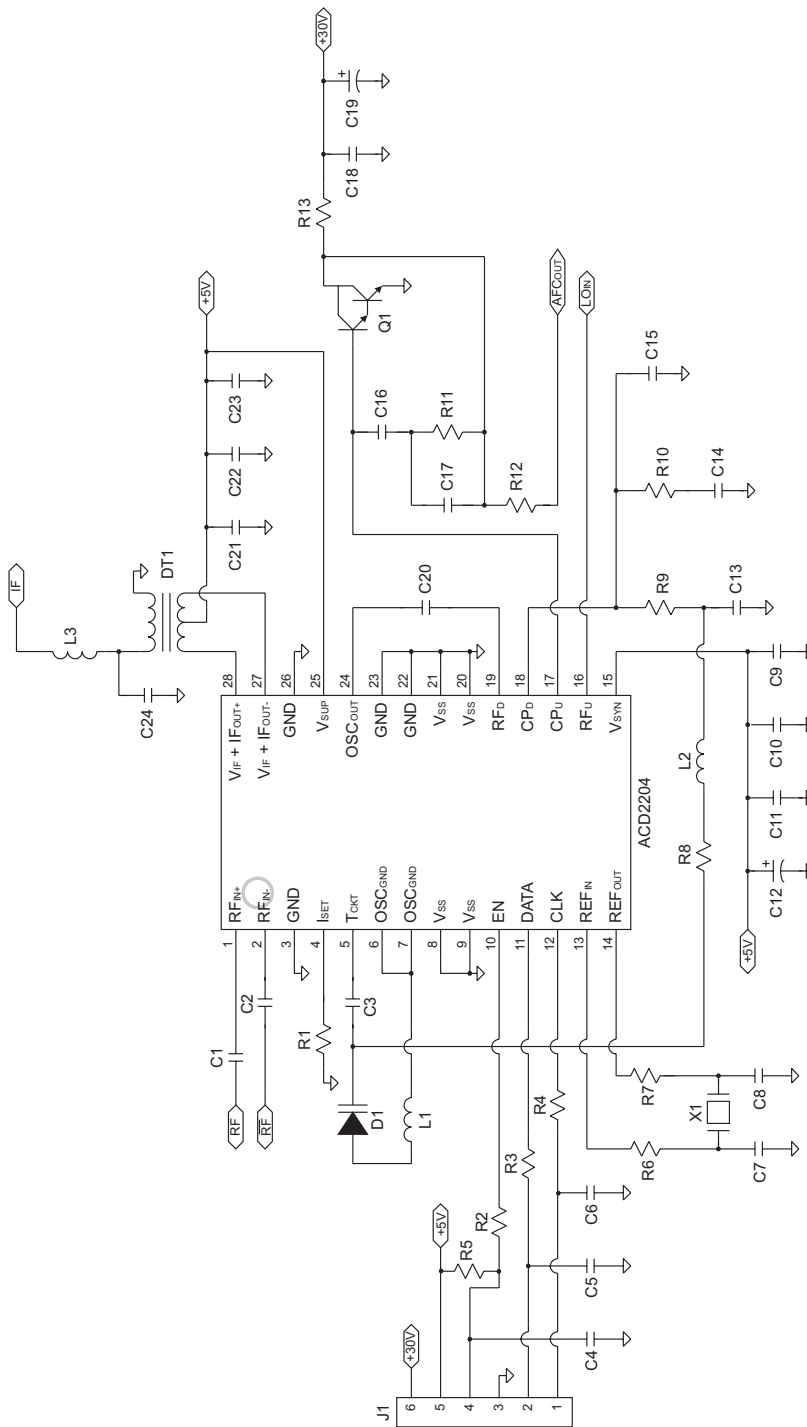 J1
6
5
4
3
2
1
+30V
+5V
C4
C5
C6
R5
R2
R3
R4
RF
RF
C1
C2
R1
C3
D1
L1
R6
R7
X1
C7
C8
1
2
3
4
5
6
7
8
9
10
11
12
13
14
RFIN+
RFIN-
GND
ISET
TCKT
OSCGND
OSCGND
VSS
VSS
EN
DATA
CLK
REFIN
REFOUT
ACD2204
VIF + IFOUT+
VIF + IFOUT-
GND
VSUP
OSCOUT
GND
GND
VSS
VSS
RFD
CPD
CPU
RFU
VSYN
28
27
26
25
24
23
22
21
20
19
18
17
16
15
+5V
C12
C11
C10
C9
R8
L2
C13
R9
R10
C14
C15
C24
L3
IF
DT1
C21
C22
C23
+5V
C20
C17
C16
R11
R12
Q1
R13
C18
C19
+
+
+30V
AFCOUT
LOIN